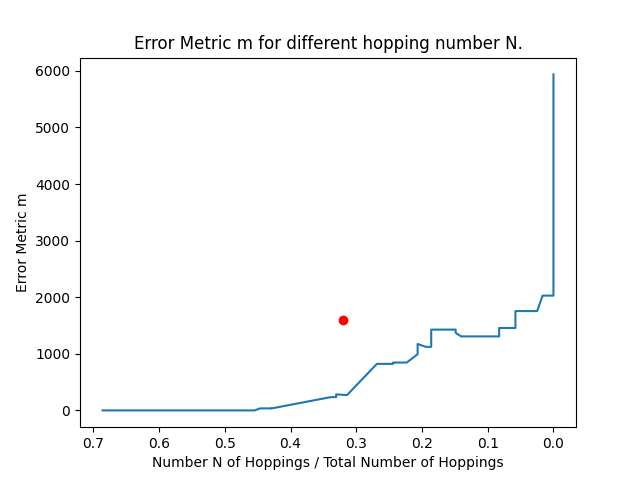 Error Metric m for different hopping number N.
6000
5000
4000
3000
2000
1000
0
Error Metric m
0.7 0.6 0.5 0.4 0.3 0.2 0.1 0.0
Number N of Hoppings / Total Number of Hoppings